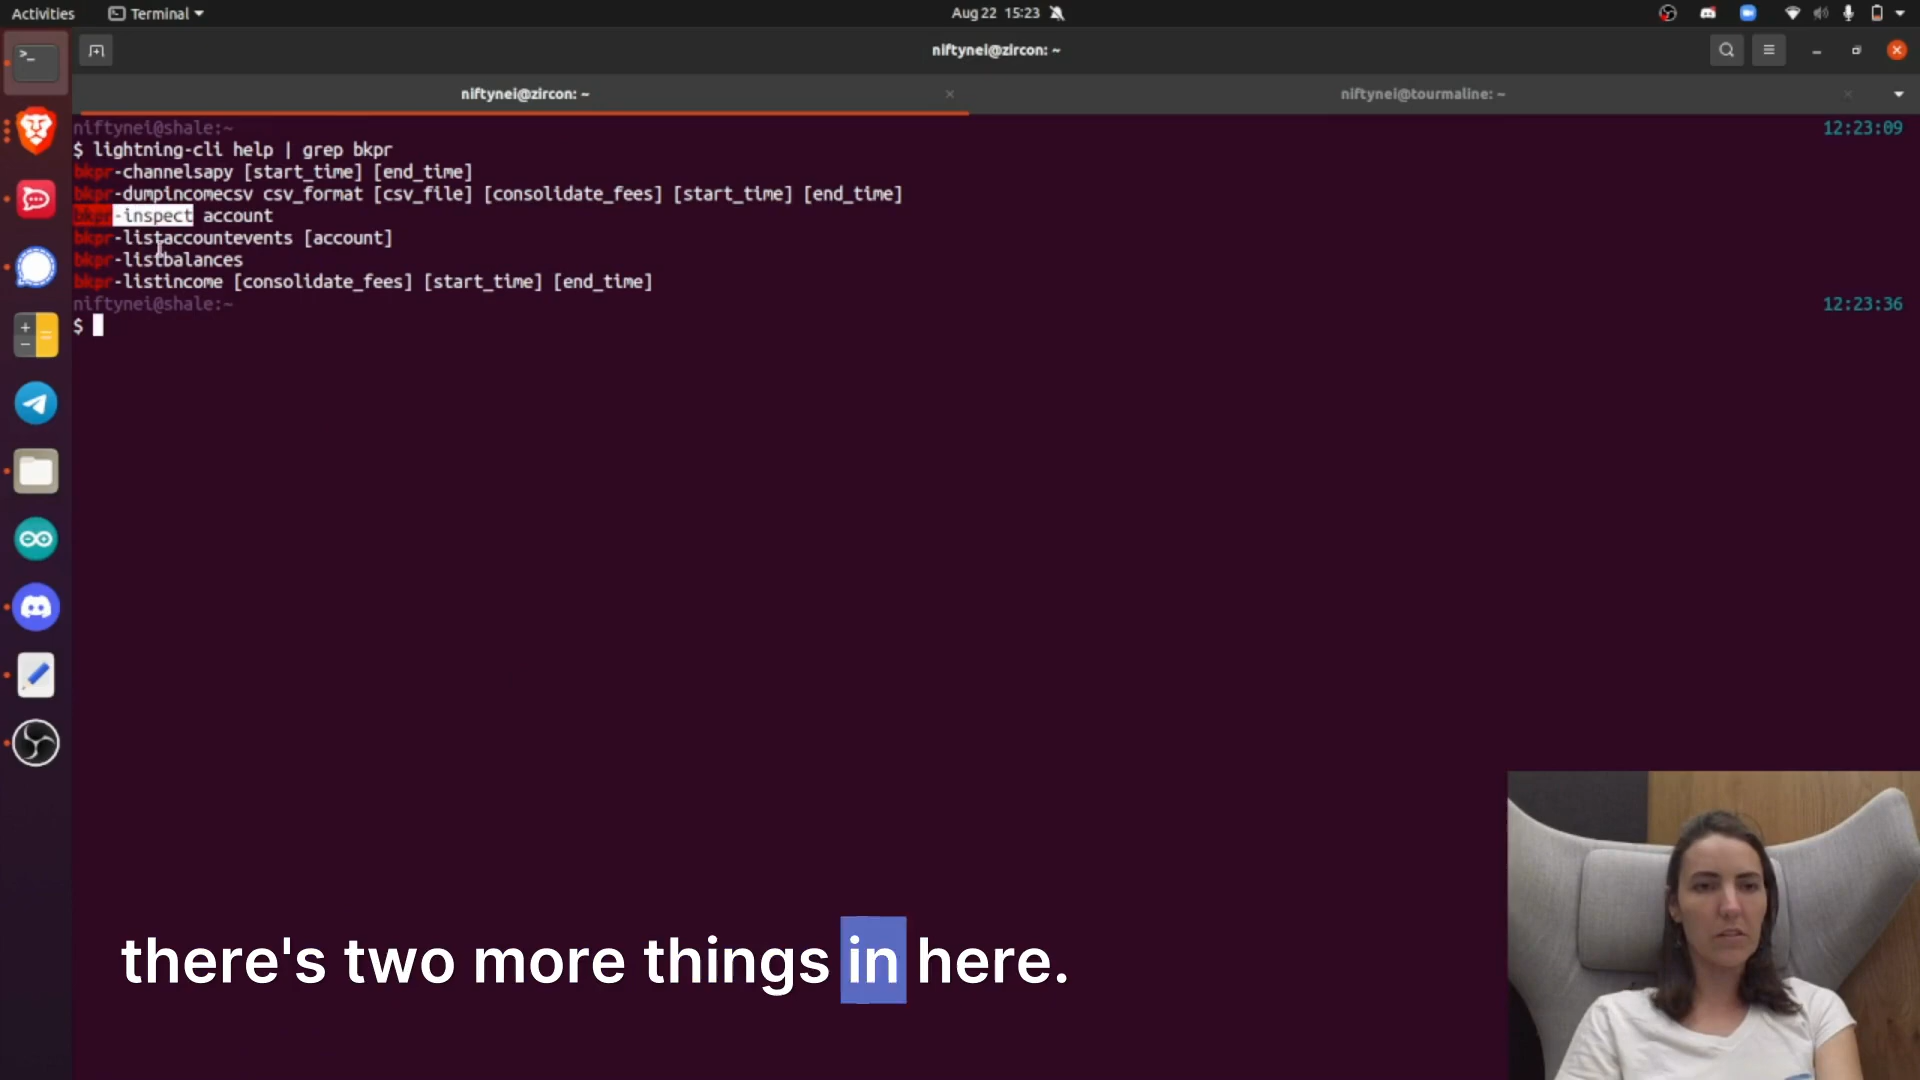 Activities
Terminal
Aug 22 15:23
niftynei@zircon: ~
niftynei@zircon: ~
niftynei@tourmaline: ~
niftynei@shale:~ 12:23:09
$ lightning-cli help | grep bkpr
bkpr-channelsapy [start_time] [end_time]
bkpr-dumpincomecsv csv_format [csv_file] [consolidate_fees] [start_time] [end_time]
bkpr-inspect account
bkpr-listaccountevents [account]
bkpr-listbalances
bkpr-listincome [consolidate_fees] [start_time] [end_time]
niftynei@shale:~ 12:23:36
$
there's two more things in here.